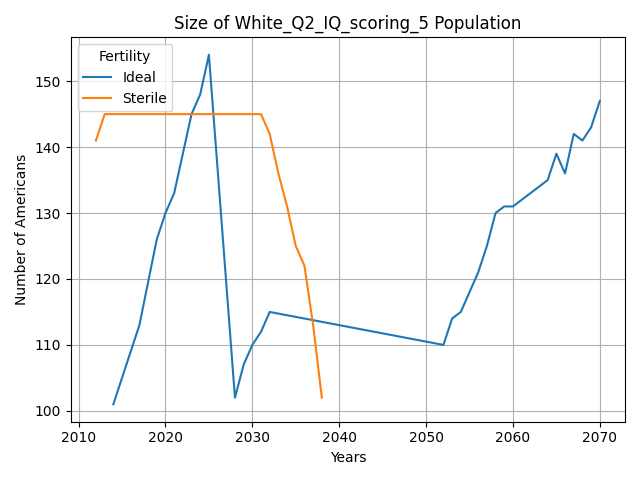 Size of White_Q2_IQ_scoring_5 Population
Fertility
Ideal
Sterile
Number of Americans
150
140
130
120
110
100
2010 2020 2030 2040 2050 2060 2070
Years